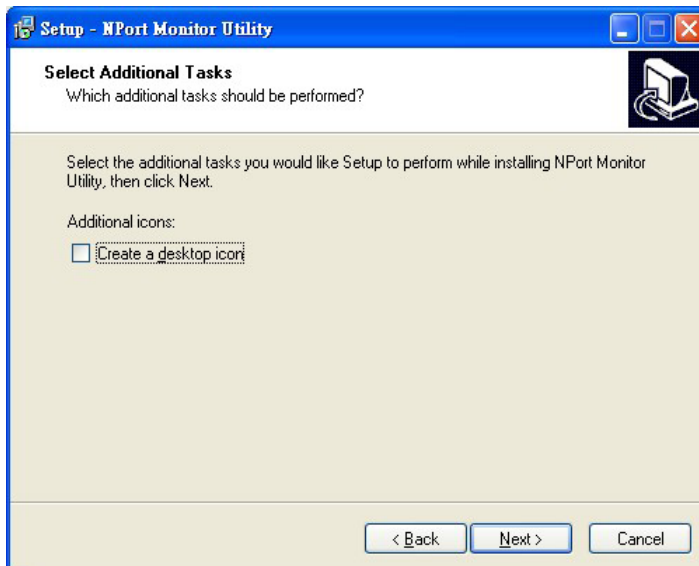 Setup - NPort Monitor Utility
Select Additional Tasks
Which additional tasks should be performed?
Select the additional tasks you would like Setup to perform while installing NPort Monitor
Utility, then click Next.
Additional icons:
Create a desktop icon
< Back
Next >
Cancel